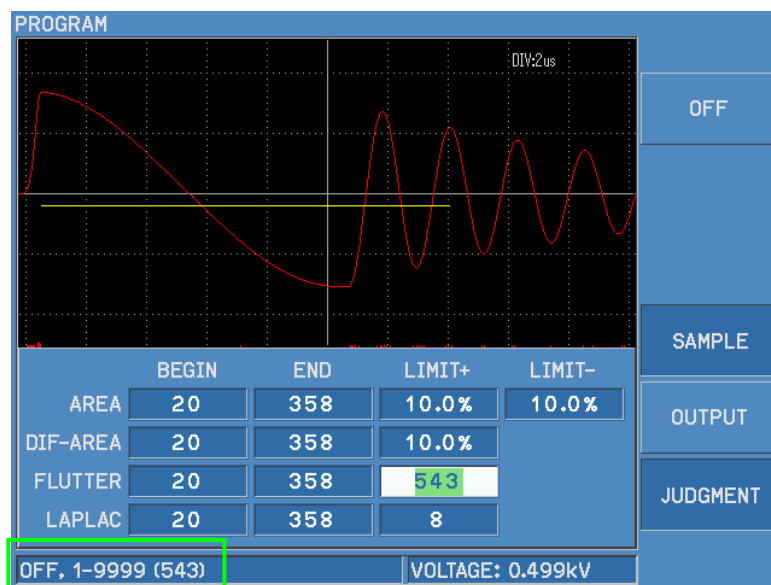 PROGRAM
DIV:2us
OFF
SAMPLE
OUTPUT
JUDGMENT
BEGIN END LIMIT+ LIMIT-
AREA 20 358 10.0% 10.0%
DIF-AREA 20 358 10.0%
FLUTTER 20 358 543
LAPLAC 20 358 8
OFF, 1-9999 (543) VOLTAGE: 0.499kV